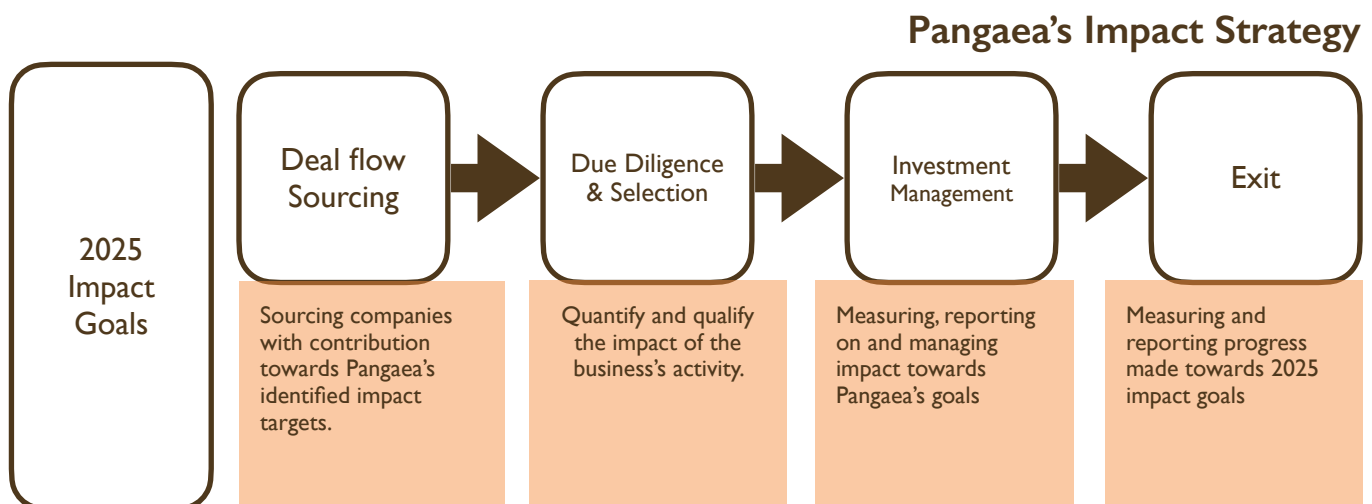 Pangaea's Impact Strategy
2025
Impact
Goals
Deal flow
Sourcing
Due Diligence
& Selection
Investment
Management
Exit
Sourcing companies
with contribution
towards Pangaea's
identified impact
targets.
Quantify and qualify
the impact of the
business's activity.
Measuring, reporting
on and managing
impact towards
Pangaea's goals
Measuring and
reporting progress
made towards 2025
impact goals